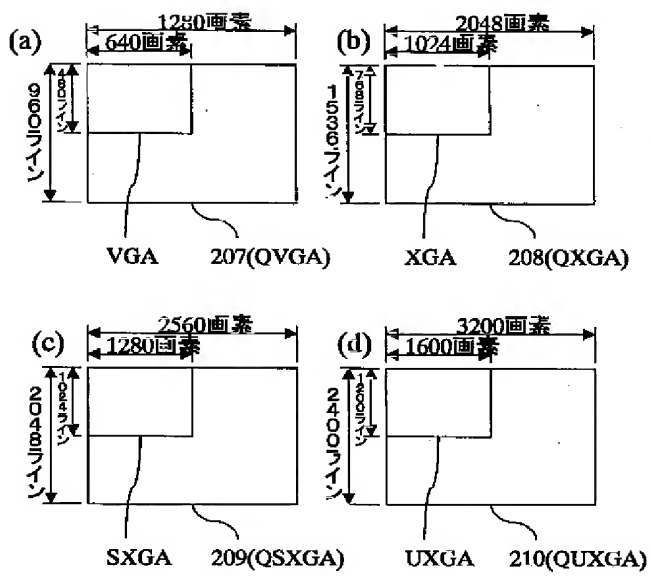 (a)
1280画素
640画素
960ライン
480ライン
VGA
207(QVGA)
(b)
2048画素
1024画素
1536ライン
768ライン
XGA
208(QXGA)
(c)
2560画素
1280画素
2048ライン
1024ライン
SXGA
209(QSXGA)
(d)
3200画素
1600画素
2400ライン
1200ライン
UXGA
210(QUXGA)